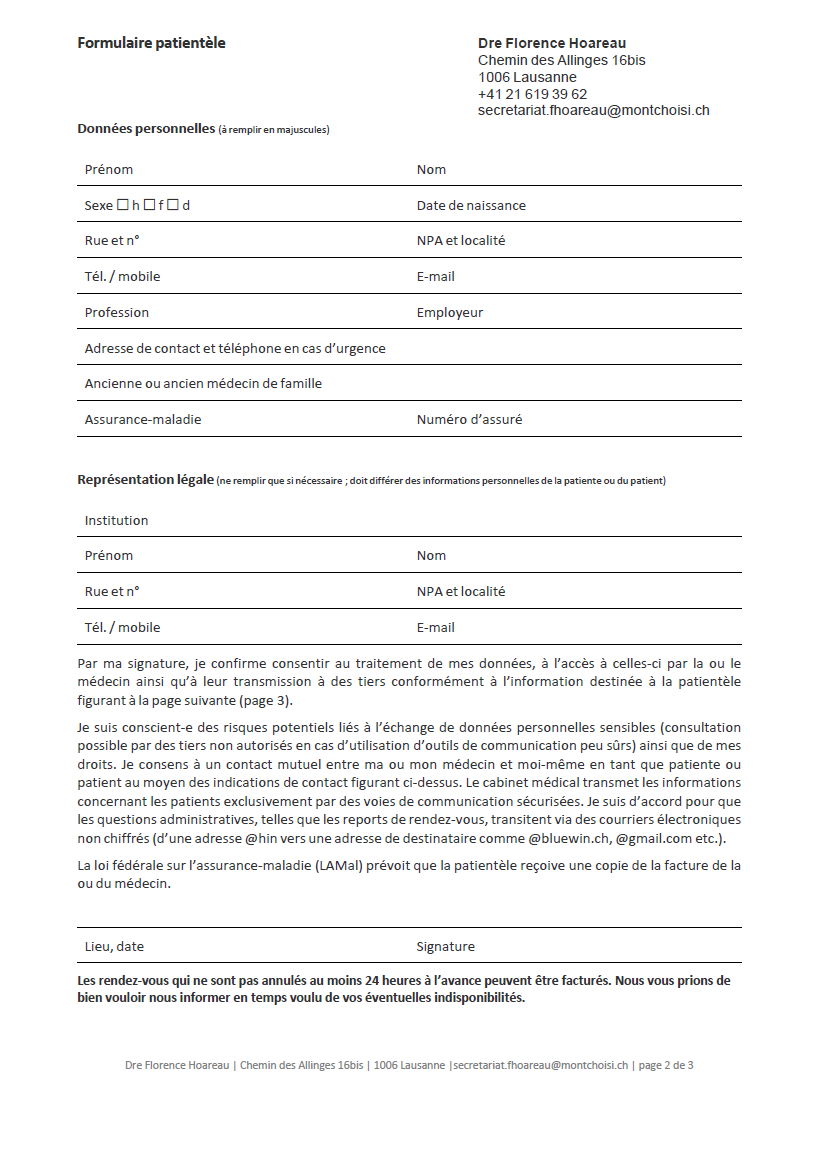 Formulaire patientèle
Dre Florence Hoareau
Chemin des Allinges 16bis
1006 Lausanne
+41 21 619 39 62
secretariat.fhoareau@montchoisi.ch
Données personnelles (à remplir en majuscules)
Prénom Nom
Sexe ☐ h ☐ f ☐ d Date de naissance
Rue et n° NPA et localité
Tél. / mobile E-mail
Profession Employeur
Adresse de contact et téléphone en cas d’urgence
Ancienne ou ancien médecin de famille
Assurance-maladie Numéro d’assuré
Représentation légale (ne remplir que si nécessaire ; doit différer des informations personnelles de la patiente ou du patient)
Institution
Prénom Nom
Rue et n° NPA et localité
Tél. / mobile E-mail
Par ma signature, je confirme consentir au traitement de mes données, à l’accès à celles-ci par la ou le
médecin ainsi qu’à leur transmission à des tiers conformément à l’information destinée à la patientèle
figurant à la page suivante (page 3).
Je suis conscient-e des risques potentiels liés à l’échange de données personnelles sensibles (consultation
possible par des tiers non autorisés en cas d’utilisation d’outils de communication peu sûrs) ainsi que de mes
droits. Je consens à un contact mutuel entre ma ou mon médecin et moi-même en tant que patiente ou
patient au moyen des indications de contact figurant ci-dessus. Le cabinet médical transmet les informations
concernant les patients exclusivement par des voies de communication sécurisées. Je suis d’accord pour que
les questions administratives, telles que les reports de rendez-vous, transitent via des courriers électroniques
non chiffrés (d’une adresse @hin vers une adresse de destinataire comme @bluewin.ch, @gmail.com etc.).
La loi fédérale sur l’assurance-maladie (LAMal) prévoit que la patientèle reçoive une copie de la facture de la
ou du médecin.
Lieu, date Signature
Les rendez-vous qui ne sont pas annulés au moins 24 heures à l’avance peuvent être facturés. Nous vous prions de
bien vouloir nous informer en temps voulu de vos éventuelles indisponibilités.
Dre Florence Hoareau | Chemin des Allinges 16bis | 1006 Lausanne |secretariat.fhoareau@montchoisi.ch | page 2 de 3